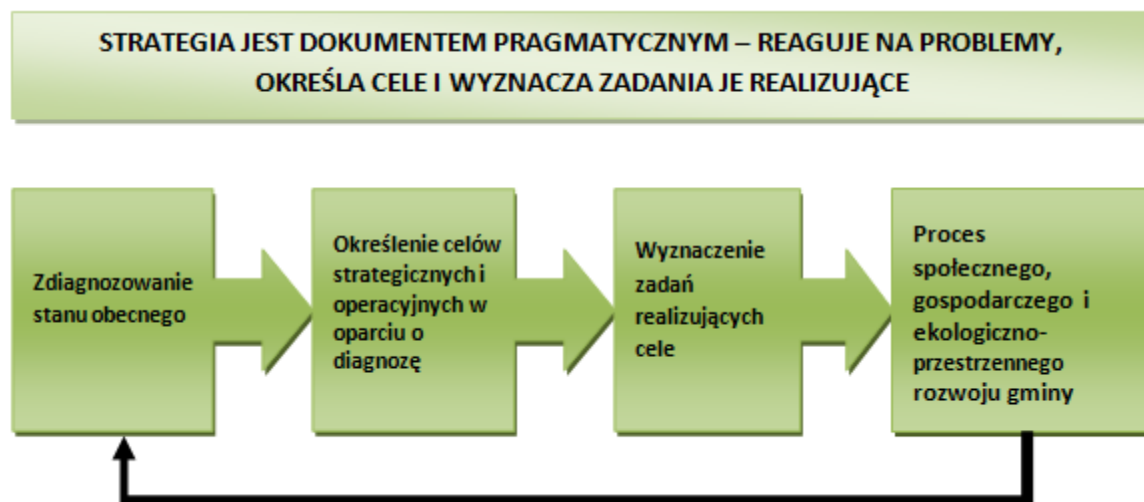 STRATEGIA JEST DOKUMENTEM PRAGMATYCZNYM – REAGUJE NA PROBLEMY,
OKREŚLA CELE I WYZNACZA ZADANIA JE REALIZUJĄCE
Zdiagnozowanie
stanu obecnego
Określenie celów
strategicznych i
operacyjnych w
oparciu o
diagnozę
Wyznaczenie
zadań
realizujących
cele
Proces
społecznego,
gospodarczego i
ekologiczno-
przestrzennego
rozwoju gminy